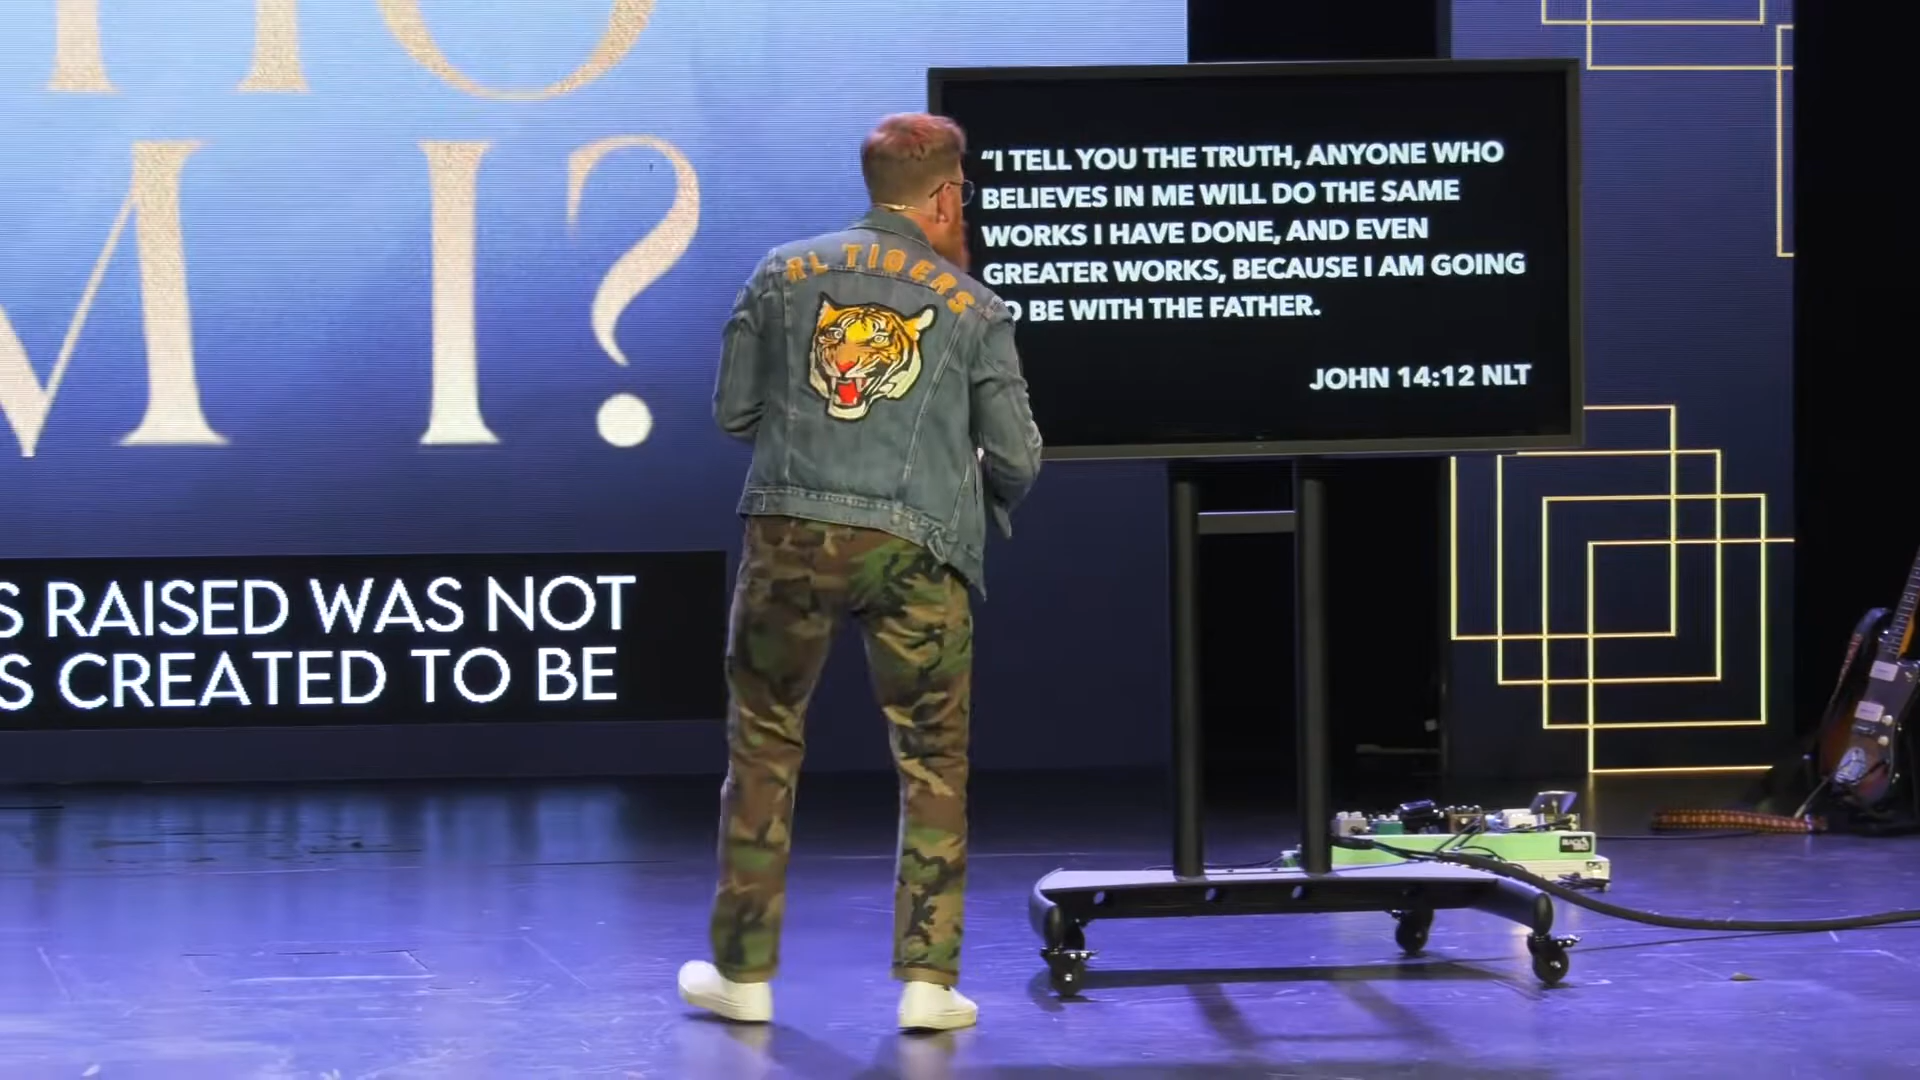 HO
M I?
"I TELL YOU THE TRUTH, ANYONE WHO
BELIEVES IN ME WILL DO THE SAME
WORKS I HAVE DONE, AND EVEN
GREATER WORKS, BECAUSE I AM GOING
O BE WITH THE FATHER.
JOHN 14:12 NLT
RL TIGERS
S RAISED WAS NOT
S CREATED TO BE